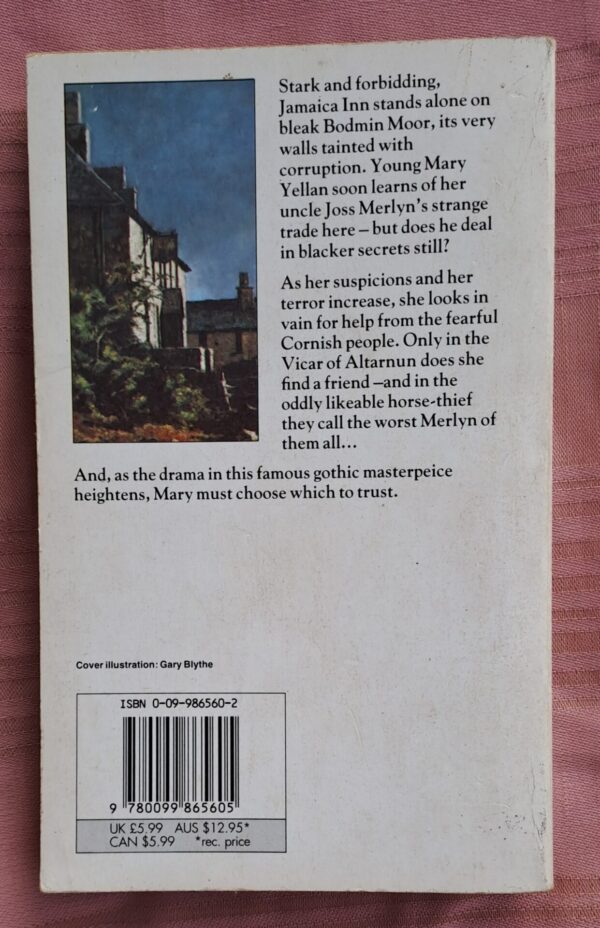 Stark and forbidding,
Jamaica Inn stands alone on
bleak Bodmin Moor, its very
walls tainted with
corruption. Young Mary
Yellan soon learns of her
uncle Joss Merlyn's strange
trade here – but does he deal
in blacker secrets still?
As her suspicions and her
terror increase, she looks in
vain for help from the fearful
Cornish people. Only in the
Vicar of Altarnun does she
find a friend –and in the
oddly likeable horse-thief
they call the worst Merlyn of
them all...
And, as the drama in this famous gothic masterpeice
heightens, Mary must choose which to trust.
Cover illustration: Gary Blythe
ISBN 0-09-986560-2
9 780099 865605
UK £5.99 AUS $12.95*
CAN $5.99 *rec. price